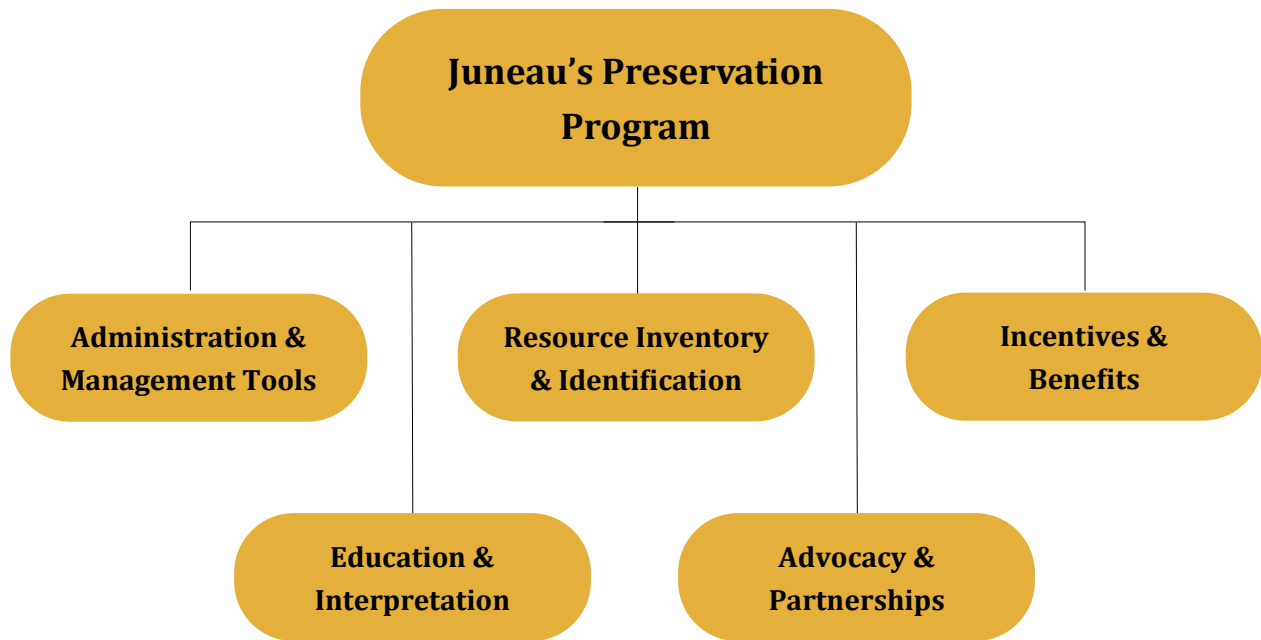 Juneau’s Preservation
Program
Administration &
Management Tools
Resource Inventory
& Identification
Incentives &
Benefits
Education &
Interpretation
Advocacy &
Partnerships